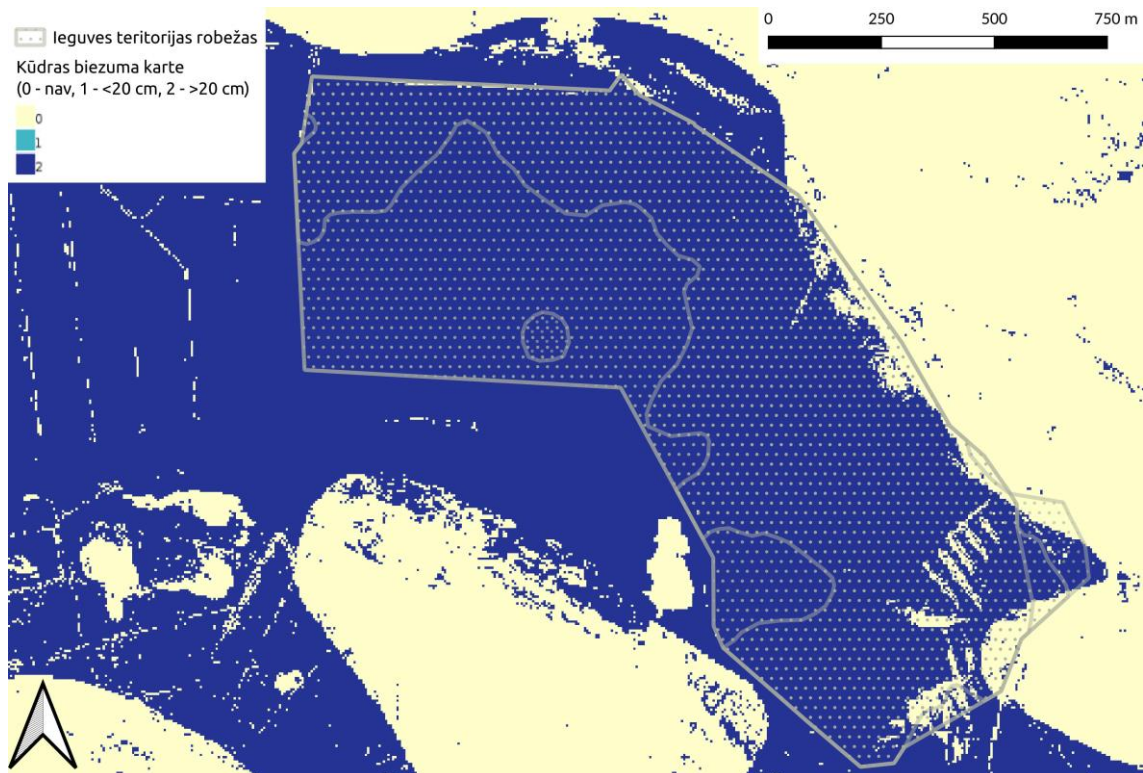 Ieguves teritorijas robežas
Kūdras biezuma karte
(0 - nav, 1 - <20 cm, 2 - >20 cm)
0
1
2
0 250 500 750 m